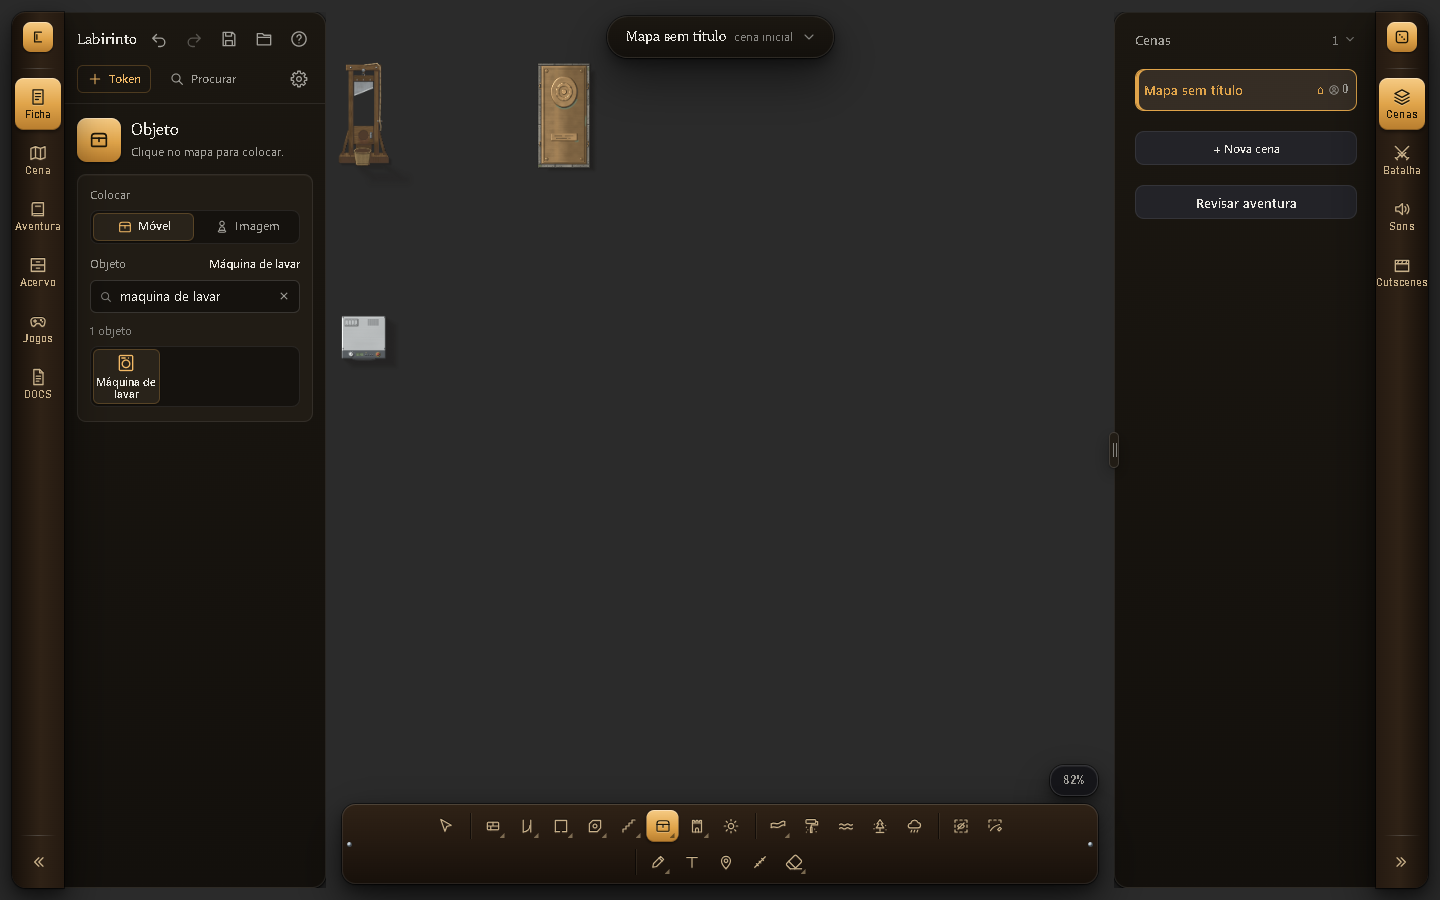 Labirinto
Token
Procurar
Ficha
Cena
Aventura
Acervo
Jogos
DOCS
Objeto
Clique no mapa para colocar.
Colocar
Móvel
Imagem
Objeto
Máquina de lavar
maquina de lavar
1 objeto
Máquina de
lavar
Mapa sem título cena inicial
82%
Cenas
1
Mapa sem título
0
+ Nova cena
Revisar aventura
Cenas
Batalha
Sons
Cutscenes